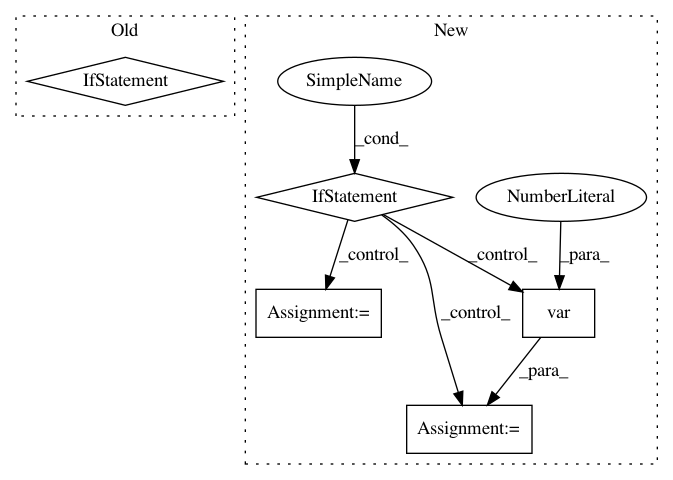 Old
New
IfStatement
SimpleName
_cond_
IfStatement
NumberLiteral
_control_
_control_
_para_
_control_
Assignment:=
var
_para_
Assignment:=